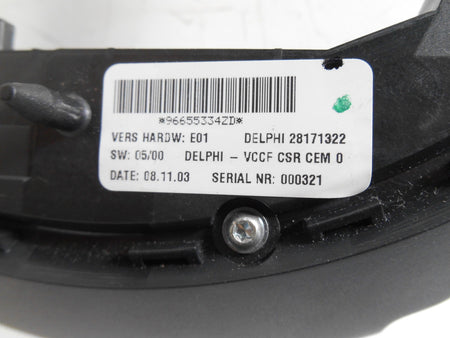 *96655334ZD*
VERS HARDW: E01 DELPHI 28171322
SW: 05/00 DELPHI - VCCF CSR CEM 0
DATE: 08.11.03 SERIAL NR: 000321